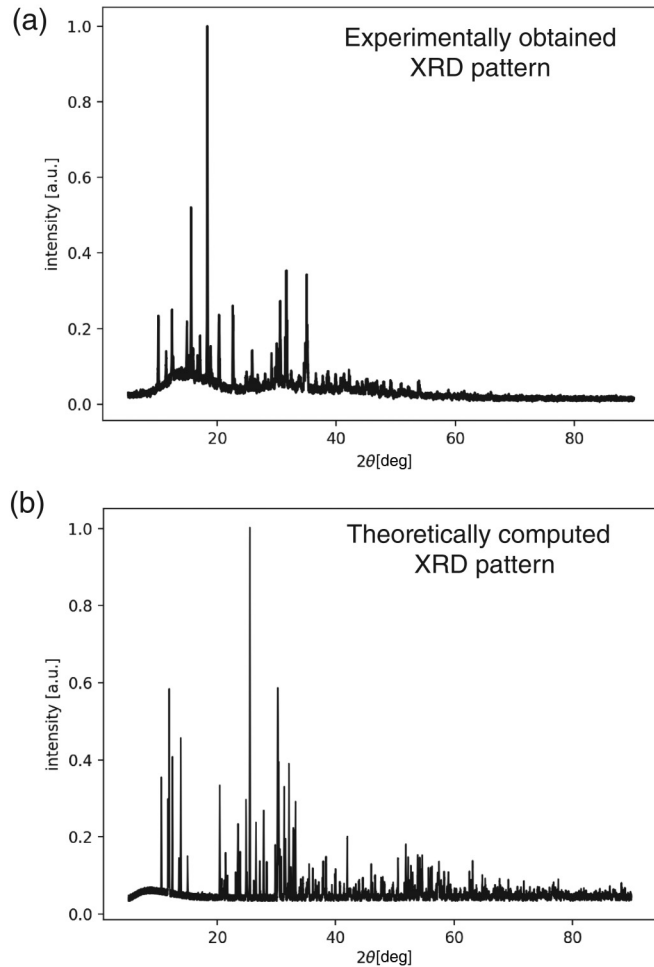 (a)
Experimentally obtained
XRD pattern
1.0
0.8
0.6
0.4
0.2
0.0
intensity [a.u.]
20 40 60 80
2θ[deg]
(b)
Theoretically computed
XRD pattern
1.0
0.8
0.6
0.4
0.2
0.0
intensity [a.u.]
20 40 60 80
2θ[deg]